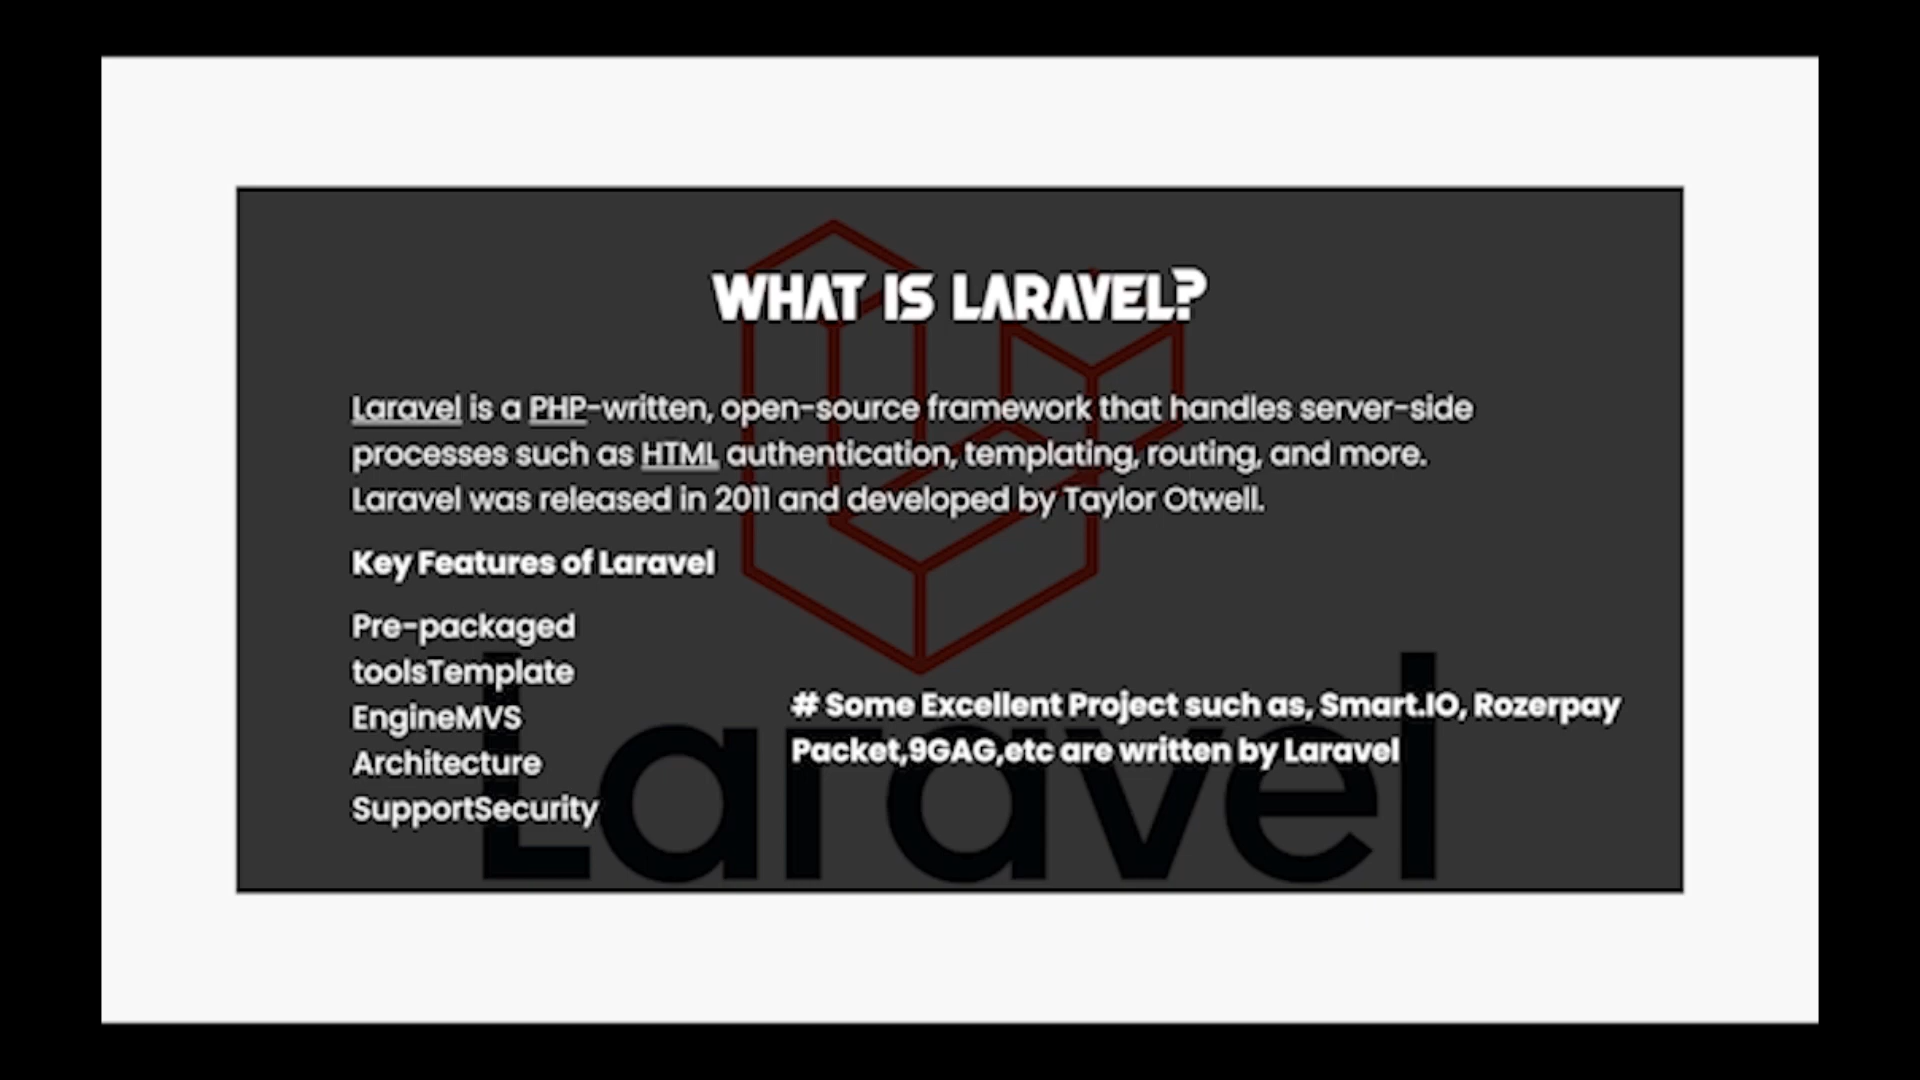 WHAT IS LARAVEL?
Laravel is a PHP-written, open-source framework that handles server-side
processes such as HTML authentication, templating, routing, and more.
Laravel was released in 2011 and developed by Taylor Otwell.
Key Features of Laravel
Pre-packaged
toolsTemplate
EngineMVS
Architecture
SupportSecurity
# Some Excellent Project such as, Smart.IO, Rozerpay
Packet,9GAG,etc are written by Laravel
Laravel